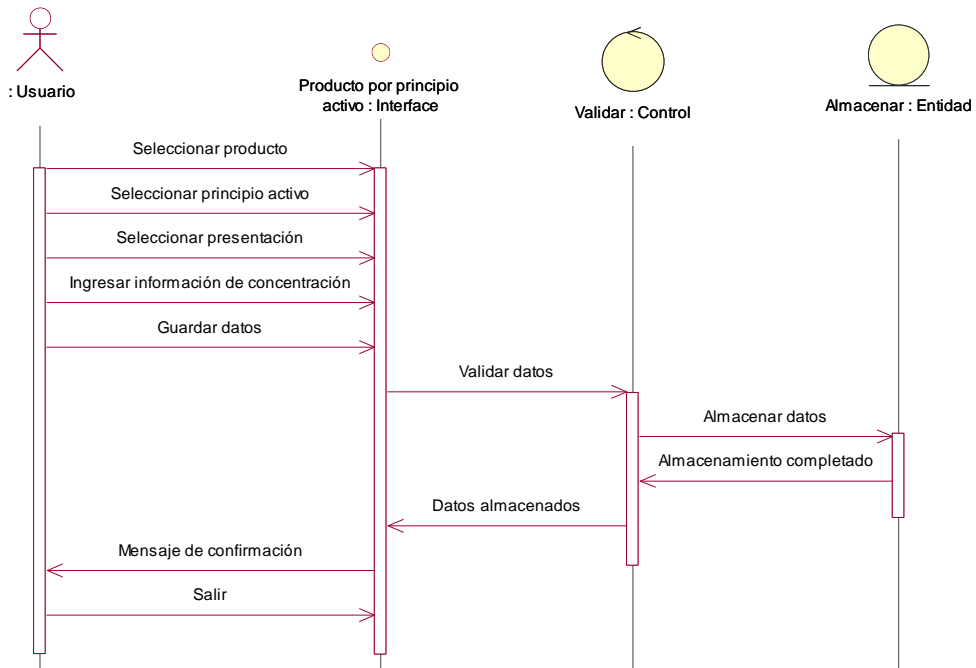 : Usuario
Producto por principio
activo : Interface
Validar : Control
Almacenar : Entidad
Seleccionar producto
Seleccionar principio activo
Seleccionar presentación
Ingresar información de concentración
Guardar datos
Validar datos
Almacenar datos
Almacenamiento completado
Datos almacenados
Mensaje de confirmación
Salir